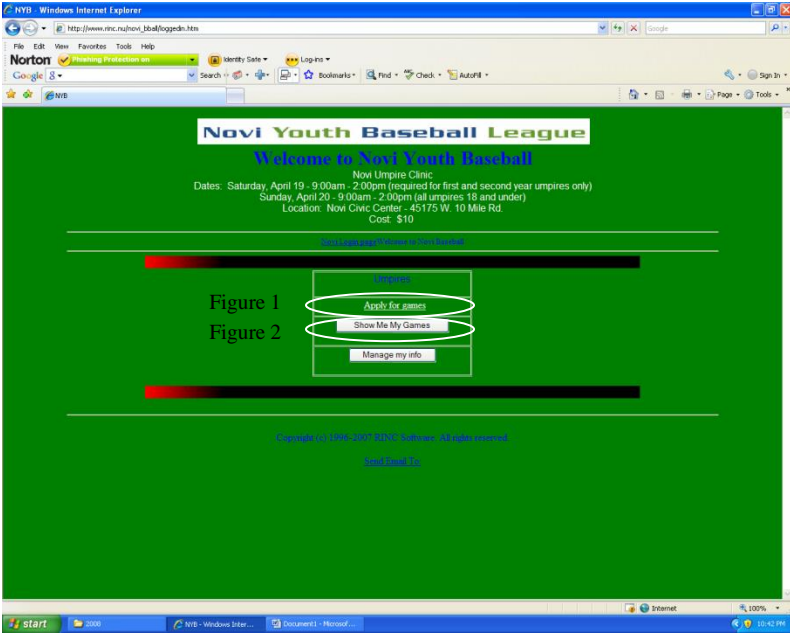 NYB - Windows Internet Explorer
http://www.rinc.nu/novi_bball/loggedin.htm
Google
File Edit View Favorites Tools Help
Norton Phishing Protection on Identity Safe Log-ins
Google Search Bookmarks Find Check AutoFill Sign In
NYB Page Tools
Novi Youth Baseball League
Welcome to Novi Youth Baseball
Novi Umpire Clinic
Dates: Saturday, April 19 - 9:00am - 2:00pm (required for first and second year umpires only)
Sunday, April 20 - 9:00am - 2:00pm (all umpires 18 and under)
Location: Novi Civic Center - 45175 W. 10 Mile Rd.
Cost: $10
Novi Login page Welcome to Novi Baseball
Umpires
Figure 1 Apply for games
Figure 2 Show Me My Games
Manage my info
Copyright (c) 1996-2007 RINC Software. All rights reserved.
Send Email To:
Internet 100%
start 2008 NYB - Windows Inter... Document1 - Microsof... 10:42 PM